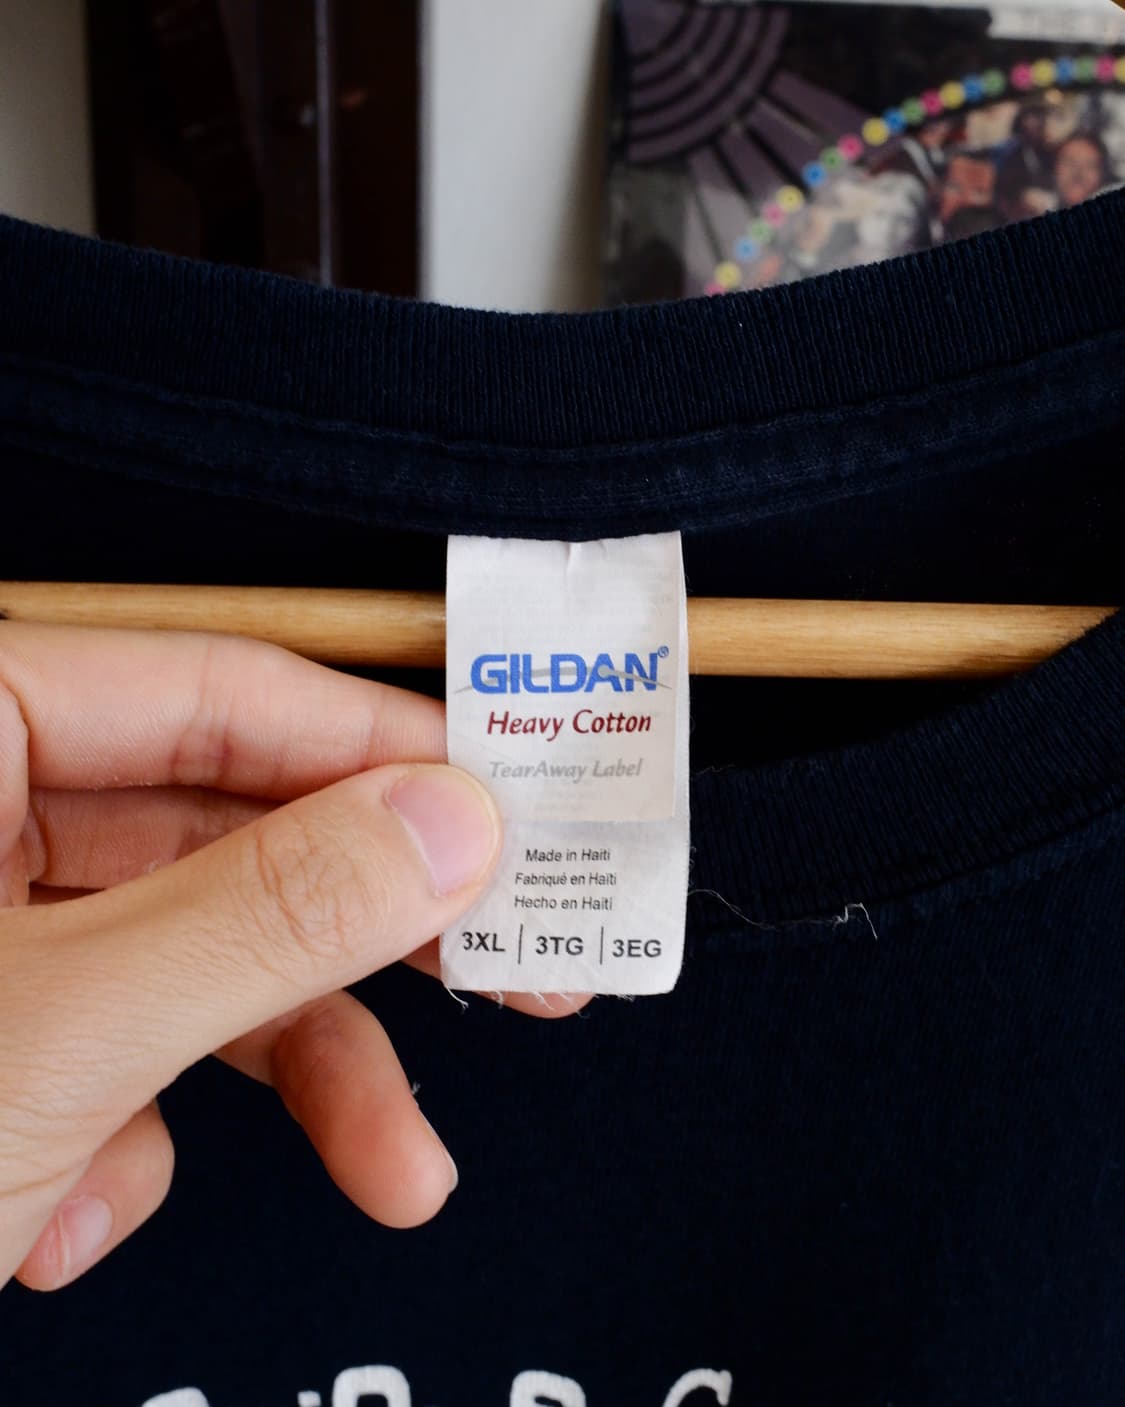 GILDAN®
Heavy Cotton
TearAway Label
Made in Haiti
Fabriqué en Haïti
Hecho en Haití
3XL | 3TG | 3EG